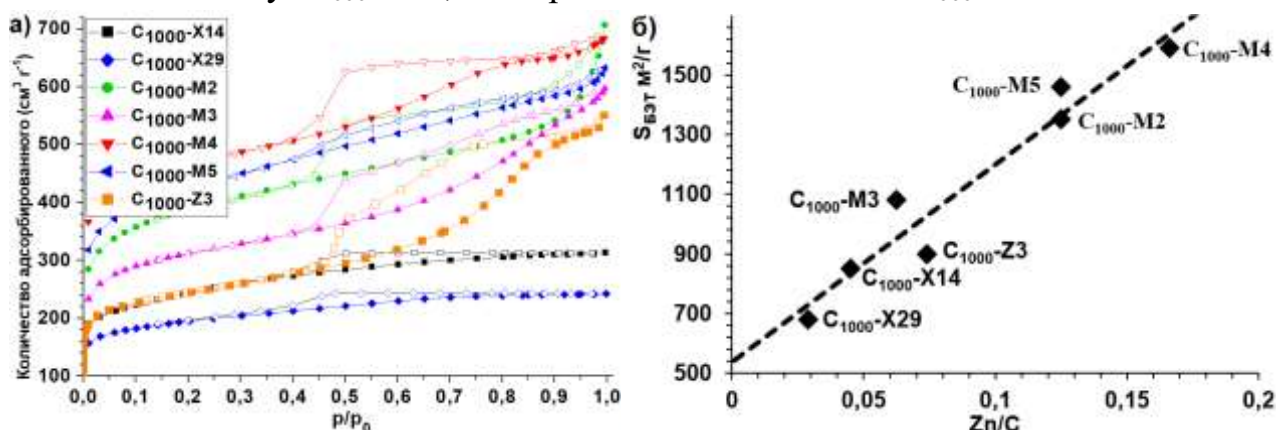 а)
700
600
500
400
300
200
100
Количество адсорбированного (см³ г⁻¹)
C1000-X14
C1000-X29
C1000-M2
C1000-M3
C1000-M4
C1000-M5
C1000-Z3
0,0 0,1 0,2 0,3 0,4 0,5 0,6 0,7 0,8 0,9 1,0
p/p0
б)
1500
1300
1100
900
700
500
SБЭТ м²/г
C1000-M4
C1000-M5
C1000-M2
C1000-M3
C1000-Z3
C1000-X14
C1000-X29
0 0,05 0,1 0,15 0,2
Zn/C